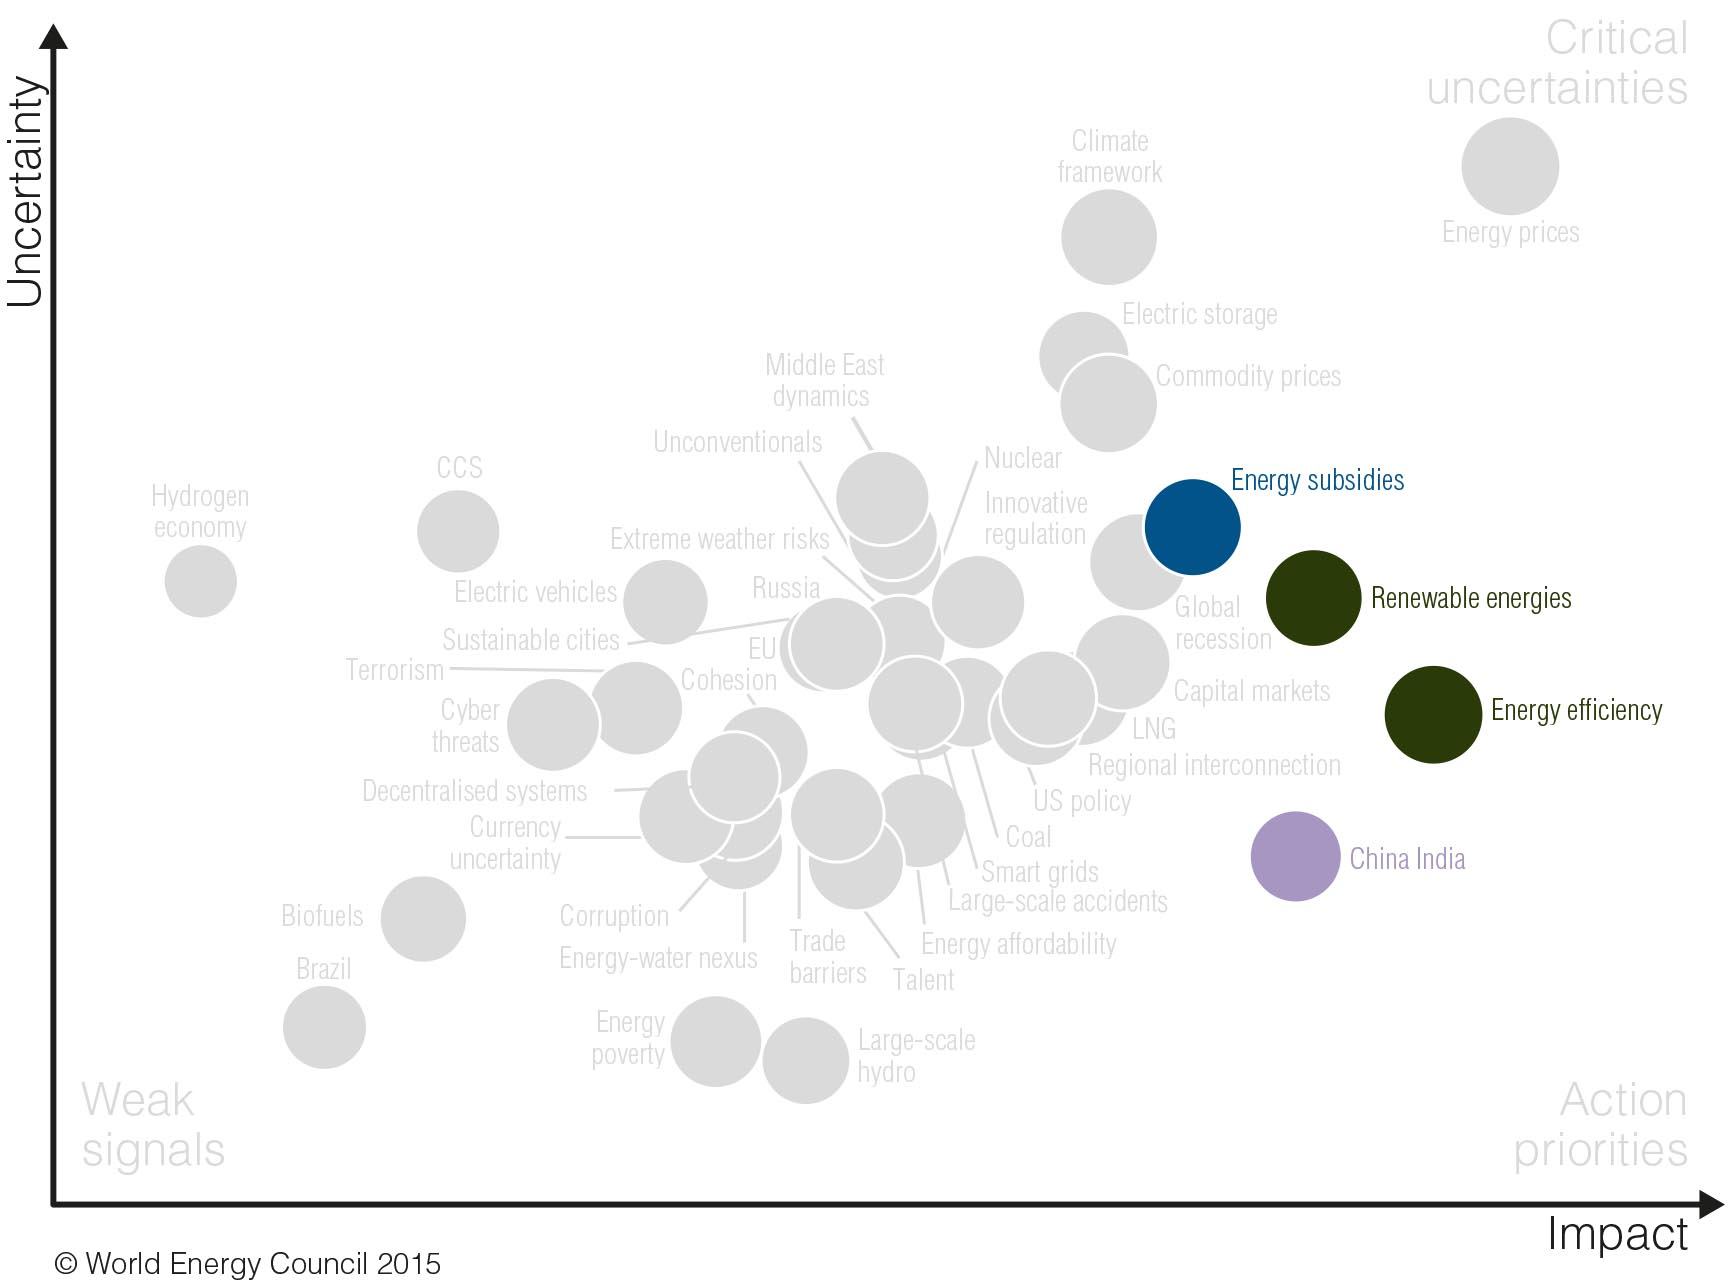 Critical
uncertainties
Uncertainty
Climate
framework
Energy prices
Electric storage
Commodity prices
Middle East
dynamics
Unconventionals
Nuclear
CCS
Energy subsidies
Hydrogen
economy
Innovative
regulation
Extreme weather risks
Electric vehicles
Russia
Renewable energies
Global
recession
Sustainable cities
EU
Cohesion
Terrorism
Capital markets
Cyber
threats
Energy efficiency
LNG
Regional interconnection
Decentralised systems
US policy
Currency
uncertainty
Coal
China India
Smart grids
Large-scale accidents
Biofuels
Corruption
Trade
barriers
Energy affordability
Energy-water nexus
Brazil
Talent
Energy
poverty
Large-scale
hydro
Weak
signals
Action
priorities
Impact
© World Energy Council 2015